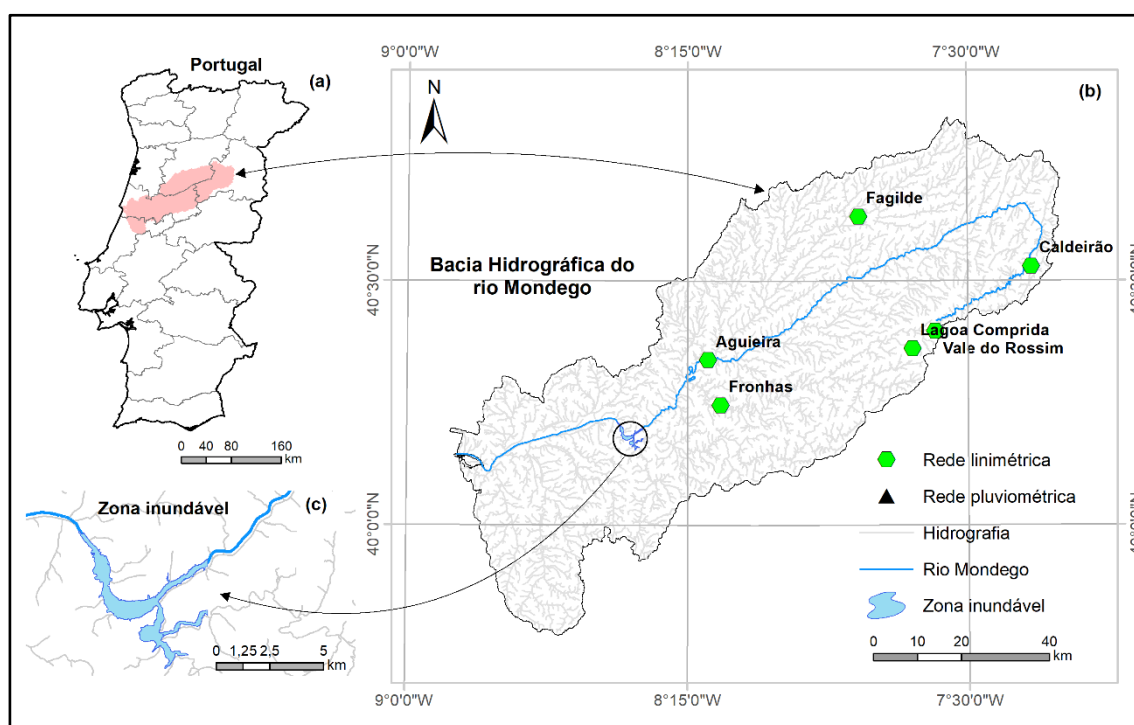 9°0'0"W
8°15'0"W
7°30'0"W
Portugal
(a)
N
(b)
Fagilde
Caldeirão
Bacia Hidrográfica do
rio Mondego
40°30'0"N
Lagoa Comprida
Vale do Rossim
Aguieira
Fronhas
0 40 80 160
km
Rede linimétrica
Rede pluviométrica
Zona inundável
(c)
40°0'0"N
Hidrografia
Rio Mondego
Zona inundável
0 1,25 2,5 5
km
0 10 20 40
km
9°0'0"W
8°15'0"W
7°30'0"W